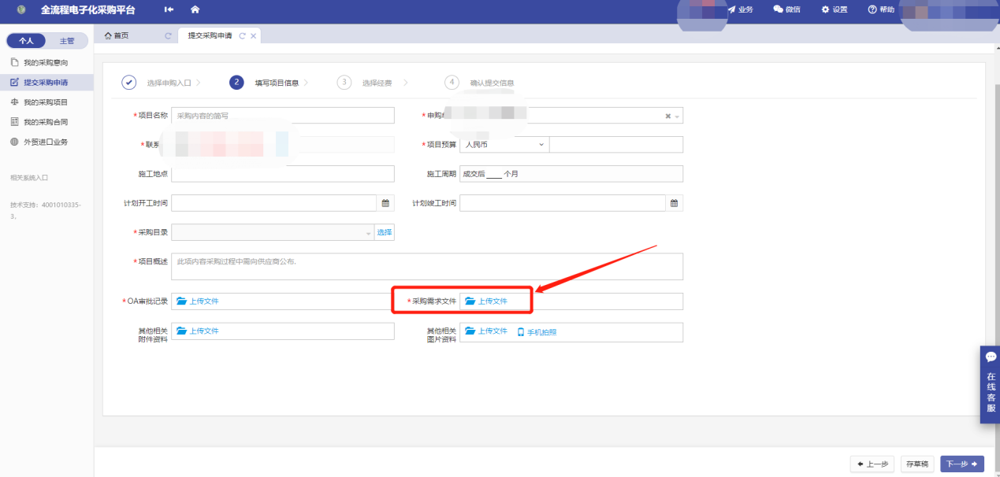 全流程电子化采购平台
业务
微信
设置
帮助
个人
主管
首页
提交采购申请
我的采购意向
提交采购申请
我的采购项目
我的采购合同
外贸进口业务
相关系统入口
技术支持：4001010335-
3.
选择申购入口
2
填写项目信息
3
选择经费
4
确认提交信息
*项目名称
采购内容的简写
*申购
*联系
*项目预算
人民币
施工地点
施工周期
成交后____个月
计划开工时间
计划竣工时间
*采购目录
选择
*项目概述
此项内容采购过程中需向供应商公布.
*OA审批记录
上传文件
*采购需求文件
上传文件
其他相关
附件资料
上传文件
其他相关
图片资料
上传文件
手机拍照
在线客服
上一步
存草稿
下一步